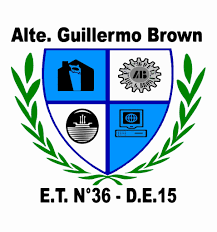 Alte. Guillermo Brown
E.T. N°36 - D.E.15